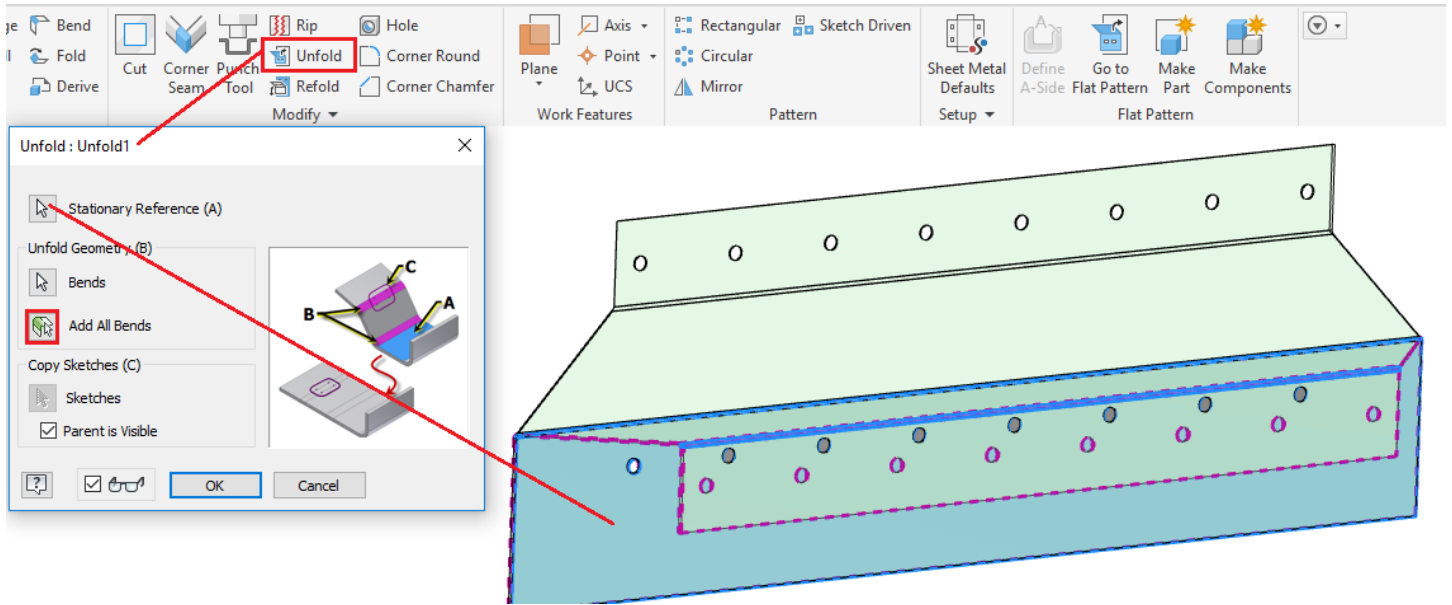 Bend
Rip
Hole
Axis
Rectangular
Sketch Driven
Fold
Unfold
Corner Round
Point
Circular
Derive
Cut
Corner
Seam
Punch
Tool
Refold
Corner Chamfer
Plane
UCS
Mirror
Sheet Metal
Defaults
Define
A-Side
Go to
Flat Pattern
Make
Part
Make
Components
Modify
Work Features
Pattern
Setup
Flat Pattern
Unfold : Unfold1
Stationary Reference (A)
Unfold Geometry (B)
Bends
Add All Bends
Copy Sketches (C)
Sketches
Parent is Visible
C
B
A
OK
Cancel